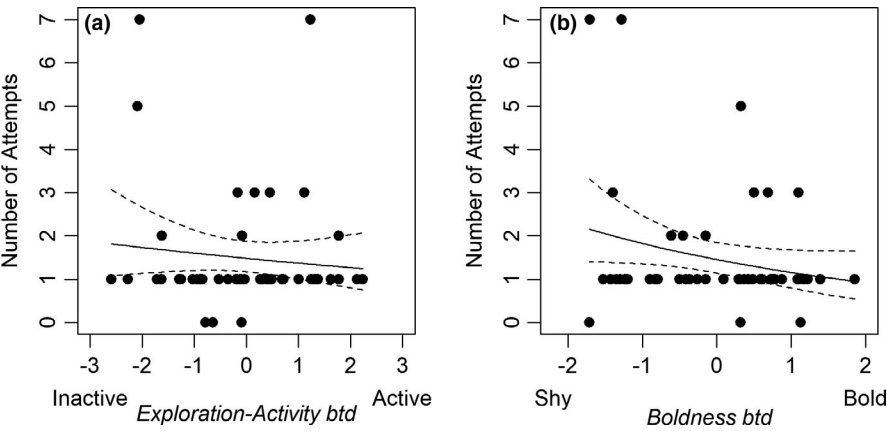 (a)
Number of Attempts
7
6
5
4
3
2
1
0
-3 -2 -1 0 1 2 3
Inactive Active
Exploration-Activity btd
(b)
Number of Attempts
7
6
5
4
3
2
1
0
-2 -1 0 1 2
Shy Bold
Boldness btd